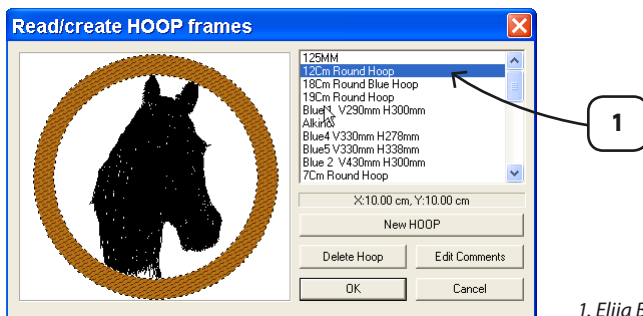 Read/create HOOP frames
125MM
12Cm Round Hoop
18Cm Round Blue Hoop
19Cm Round Hoop
V290mm H300mm
Blue4 V330mm H278mm
Blue5 V330mm H338mm
Blue 2 V430mm H300mm
7Cm Round Hoop
X:10.00 cm, Y:10.00 cm
New HOOP
Delete Hoop Edit Comments
OK Cancel
1
1. Elija